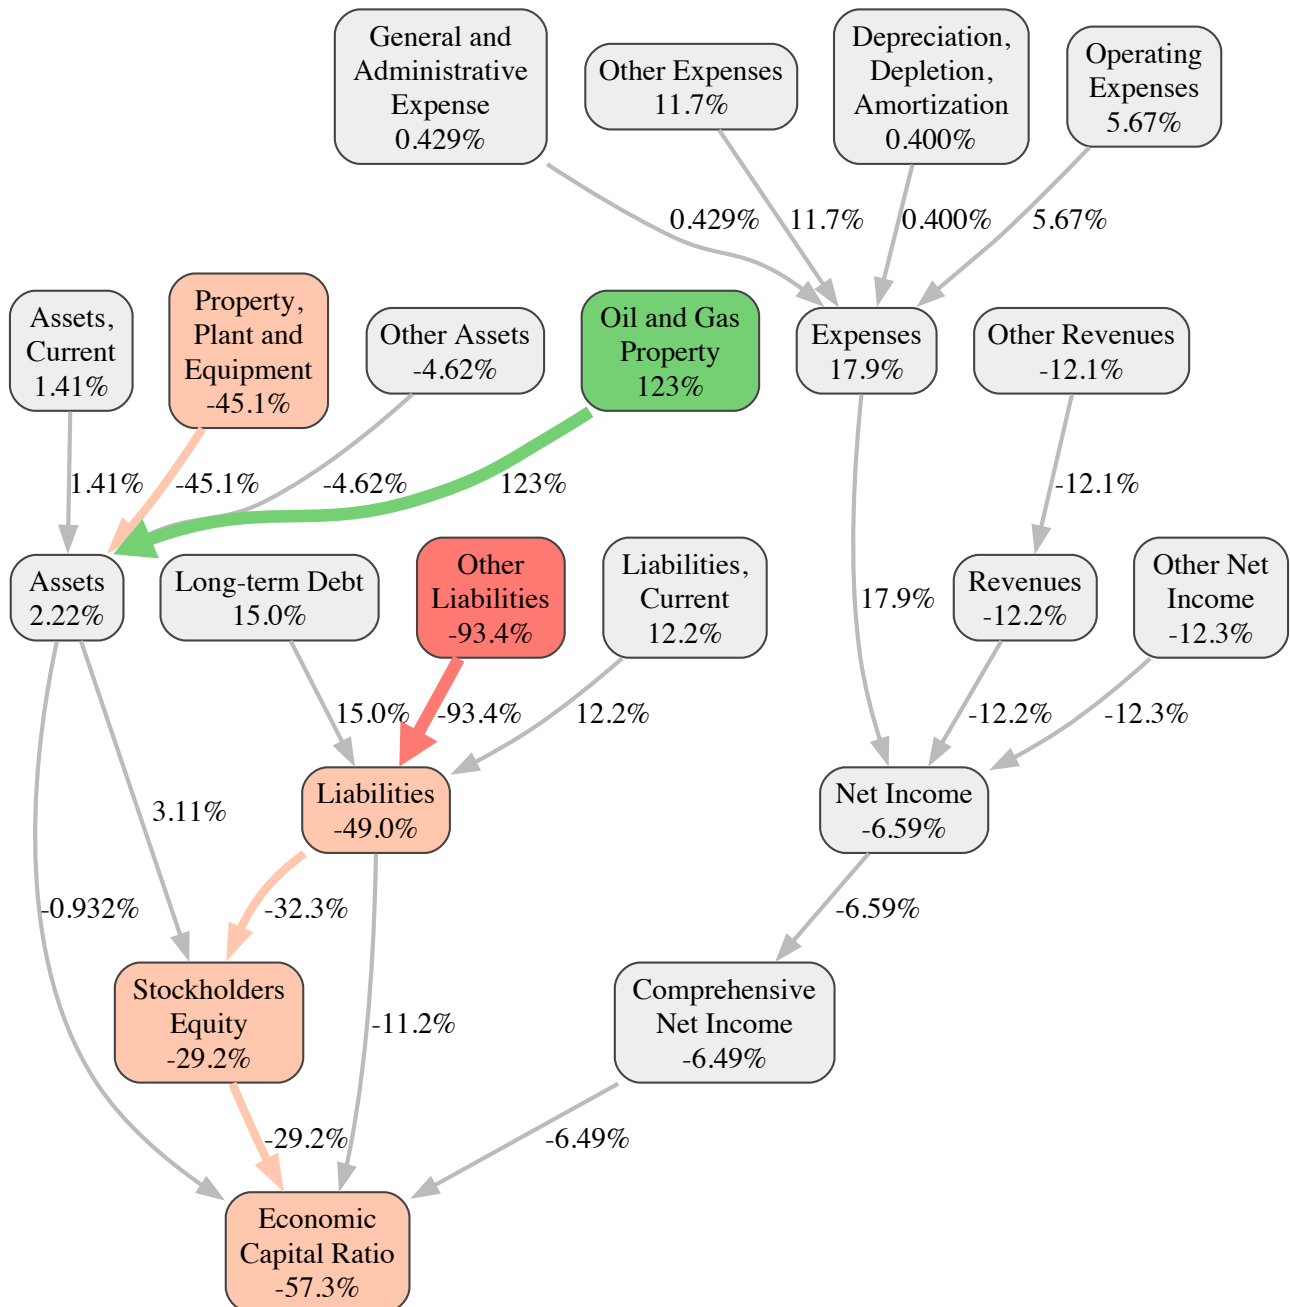 General and
Administrative
Expense
0.429%
Other Expenses
11.7%
Depreciation,
Depletion,
Amortization
0.400%
Operating
Expenses
5.67%
0.429%
11.7%
0.400%
5.67%
Assets,
Current
1.41%
Property,
Plant and
Equipment
-45.1%
Other Assets
-4.62%
Oil and Gas
Property
123%
Expenses
17.9%
Other Revenues
-12.1%
1.41%
-45.1%
-4.62%
123%
-12.1%
Assets
2.22%
Long-term Debt
15.0%
Other
Liabilities
-93.4%
Liabilities,
Current
12.2%
17.9%
Revenues
-12.2%
Other Net
Income
-12.3%
15.0%
-93.4%
12.2%
-12.2%
-12.3%
3.11%
Liabilities
-49.0%
Net Income
-6.59%
-0.932%
-32.3%
-6.59%
Stockholders
Equity
-29.2%
-11.2%
Comprehensive
Net Income
-6.49%
-29.2%
-6.49%
Economic
Capital Ratio
-57.3%